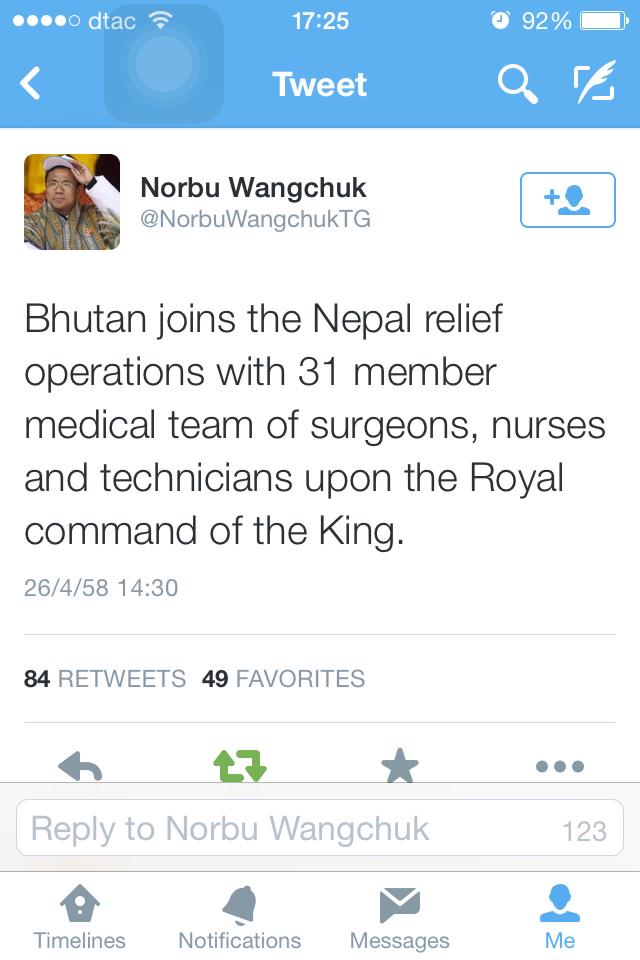 dtac 17:25 92%
Tweet
Norbu Wangchuk
@NorbuWangchukTG
Bhutan joins the Nepal relief
operations with 31 member
medical team of surgeons, nurses
and technicians upon the Royal
command of the King.
26/4/58 14:30
84 RETWEETS 49 FAVORITES
Reply to Norbu Wangchuk 123
Timelines Notifications Messages Me